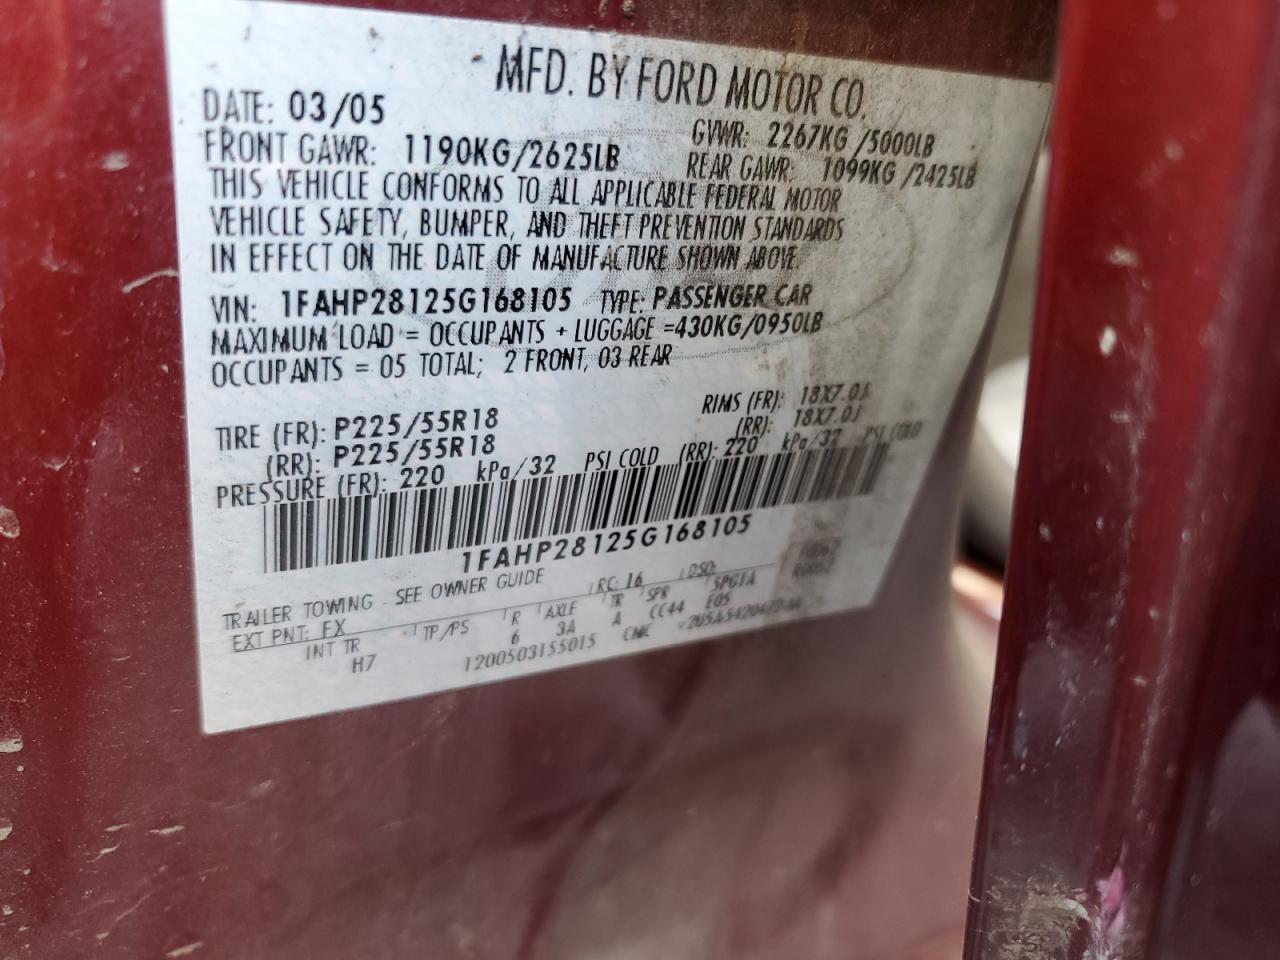 MFD. BY FORD MOTOR CO.
DATE: 03/05 GVWR: 2267KG /5000LB
FRONT GAWR: 1190KG/2625LB REAR GAWR: 1099KG /2425LB
THIS VEHICLE CONFORMS TO ALL APPLICABLE FEDERAL MOTOR
VEHICLE SAFETY, BUMPER, AND THEFT PREVENTION STANDARDS
IN EFFECT ON THE DATE OF MANUFACTURE SHOWN ABOVE.
VIN: 1FAHP28125G168105 TYPE: PASSENGER CAR
MAXIMUM LOAD = OCCUPANTS + LUGGAGE =430KG/0950LB
OCCUPANTS = 05 TOTAL; 2 FRONT, 03 REAR
TIRE (FR): P225/55R18 RIMS (FR): 18X7.0J
(RR): P225/55R18 (RR): 18X7.0J
PRESSURE (FR): 220 kPa/32 PSI COLD (RR): 220 kPa/32 PSI COLD
1FAHP28125G168105
TRAILER TOWING - SEE OWNER GUIDE
EXT PNT: FX RC: 16 DSO:
INT TR TP/PS R AXLE TR SPR SPGTA
H7 6 3A A CC44 E05
1200503155015 CMC